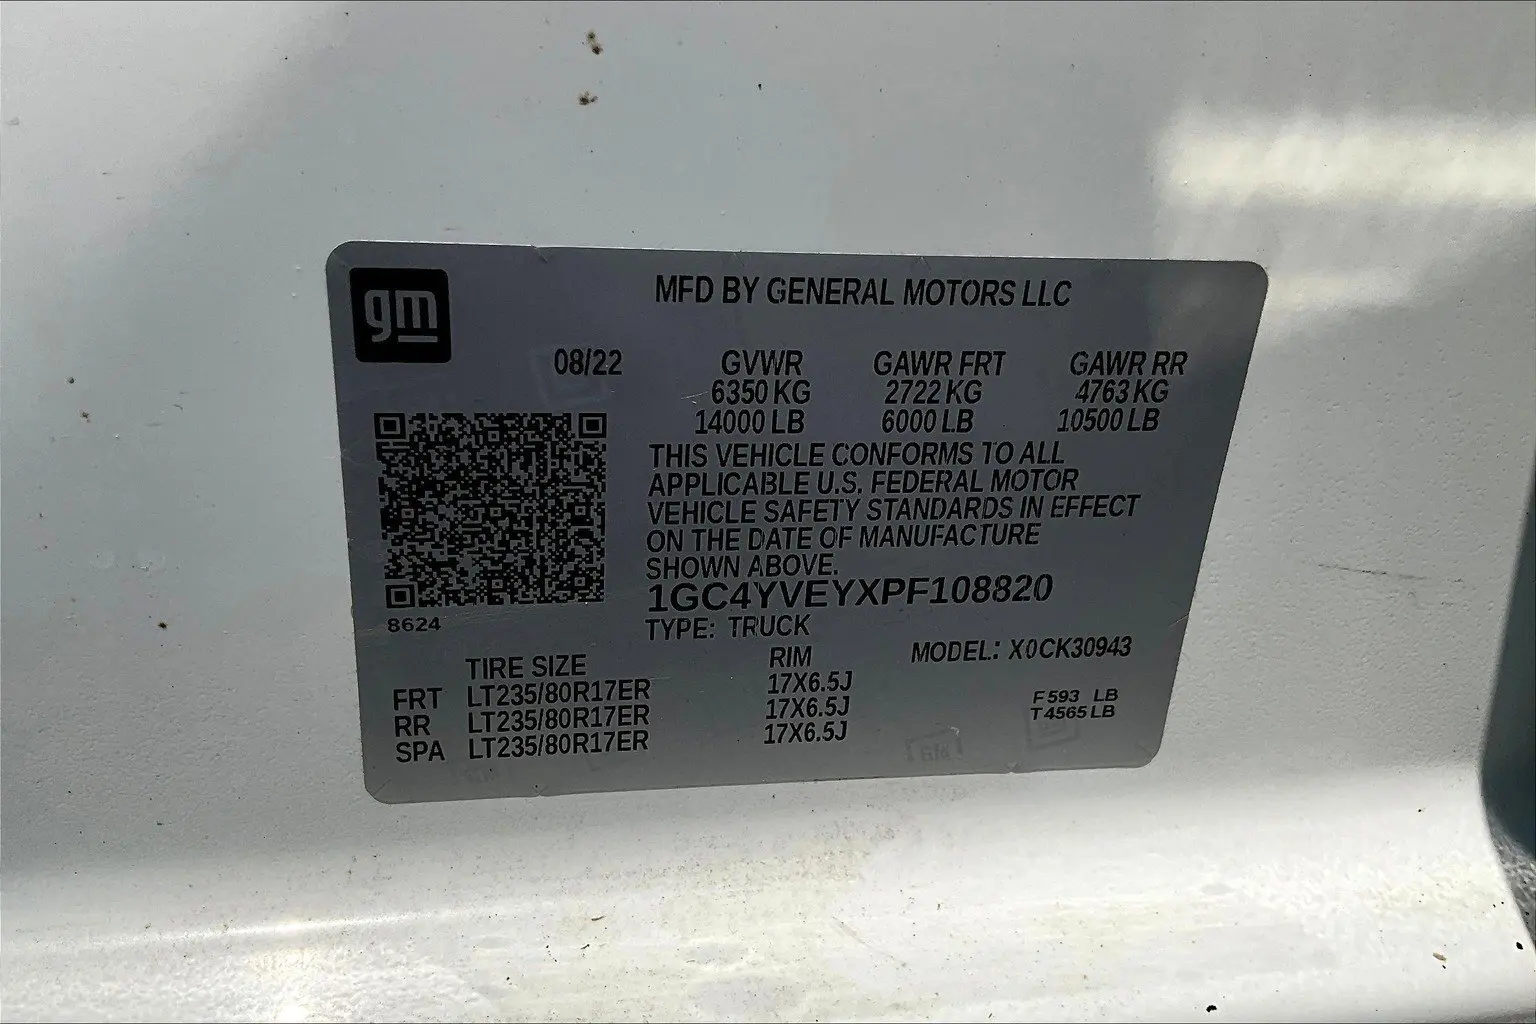 gm
MFD BY GENERAL MOTORS LLC
08/22 GVWR GAWR FRT GAWR RR
6350 KG 2722 KG 4763 KG
14000 LB 6000 LB 10500 LB
THIS VEHICLE CONFORMS TO ALL
APPLICABLE U.S. FEDERAL MOTOR
VEHICLE SAFETY STANDARDS IN EFFECT
ON THE DATE OF MANUFACTURE
SHOWN ABOVE.
1GC4YVEYXPF108820
8624
TYPE: TRUCK
MODEL: X0CK30943
TIRE SIZE RIM
FRT LT235/80R17ER 17X6.5J
RR LT235/80R17ER 17X6.5J
SPA LT235/80R17ER 17X6.5J
F 593 LB
T 4565 LB